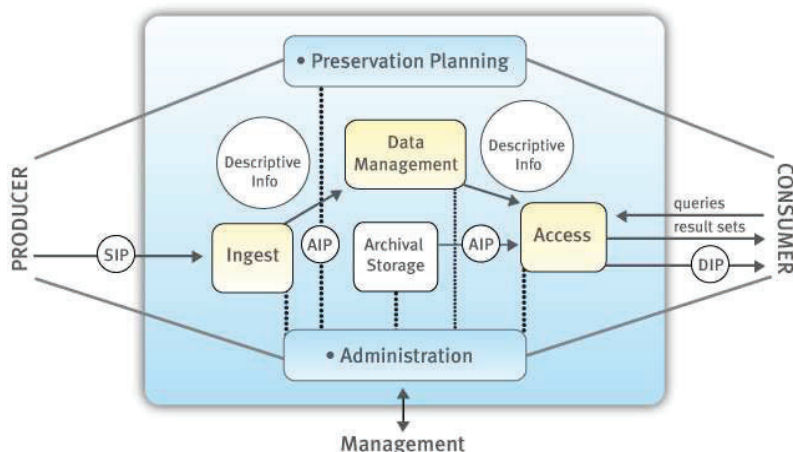 • Preservation Planning
Descriptive
Info
Data
Management
Descriptive
Info
PRODUCER
CONSUMER
queries
result sets
SIP
Ingest
AIP
Archival
Storage
AIP
Access
DIP
• Administration
Management